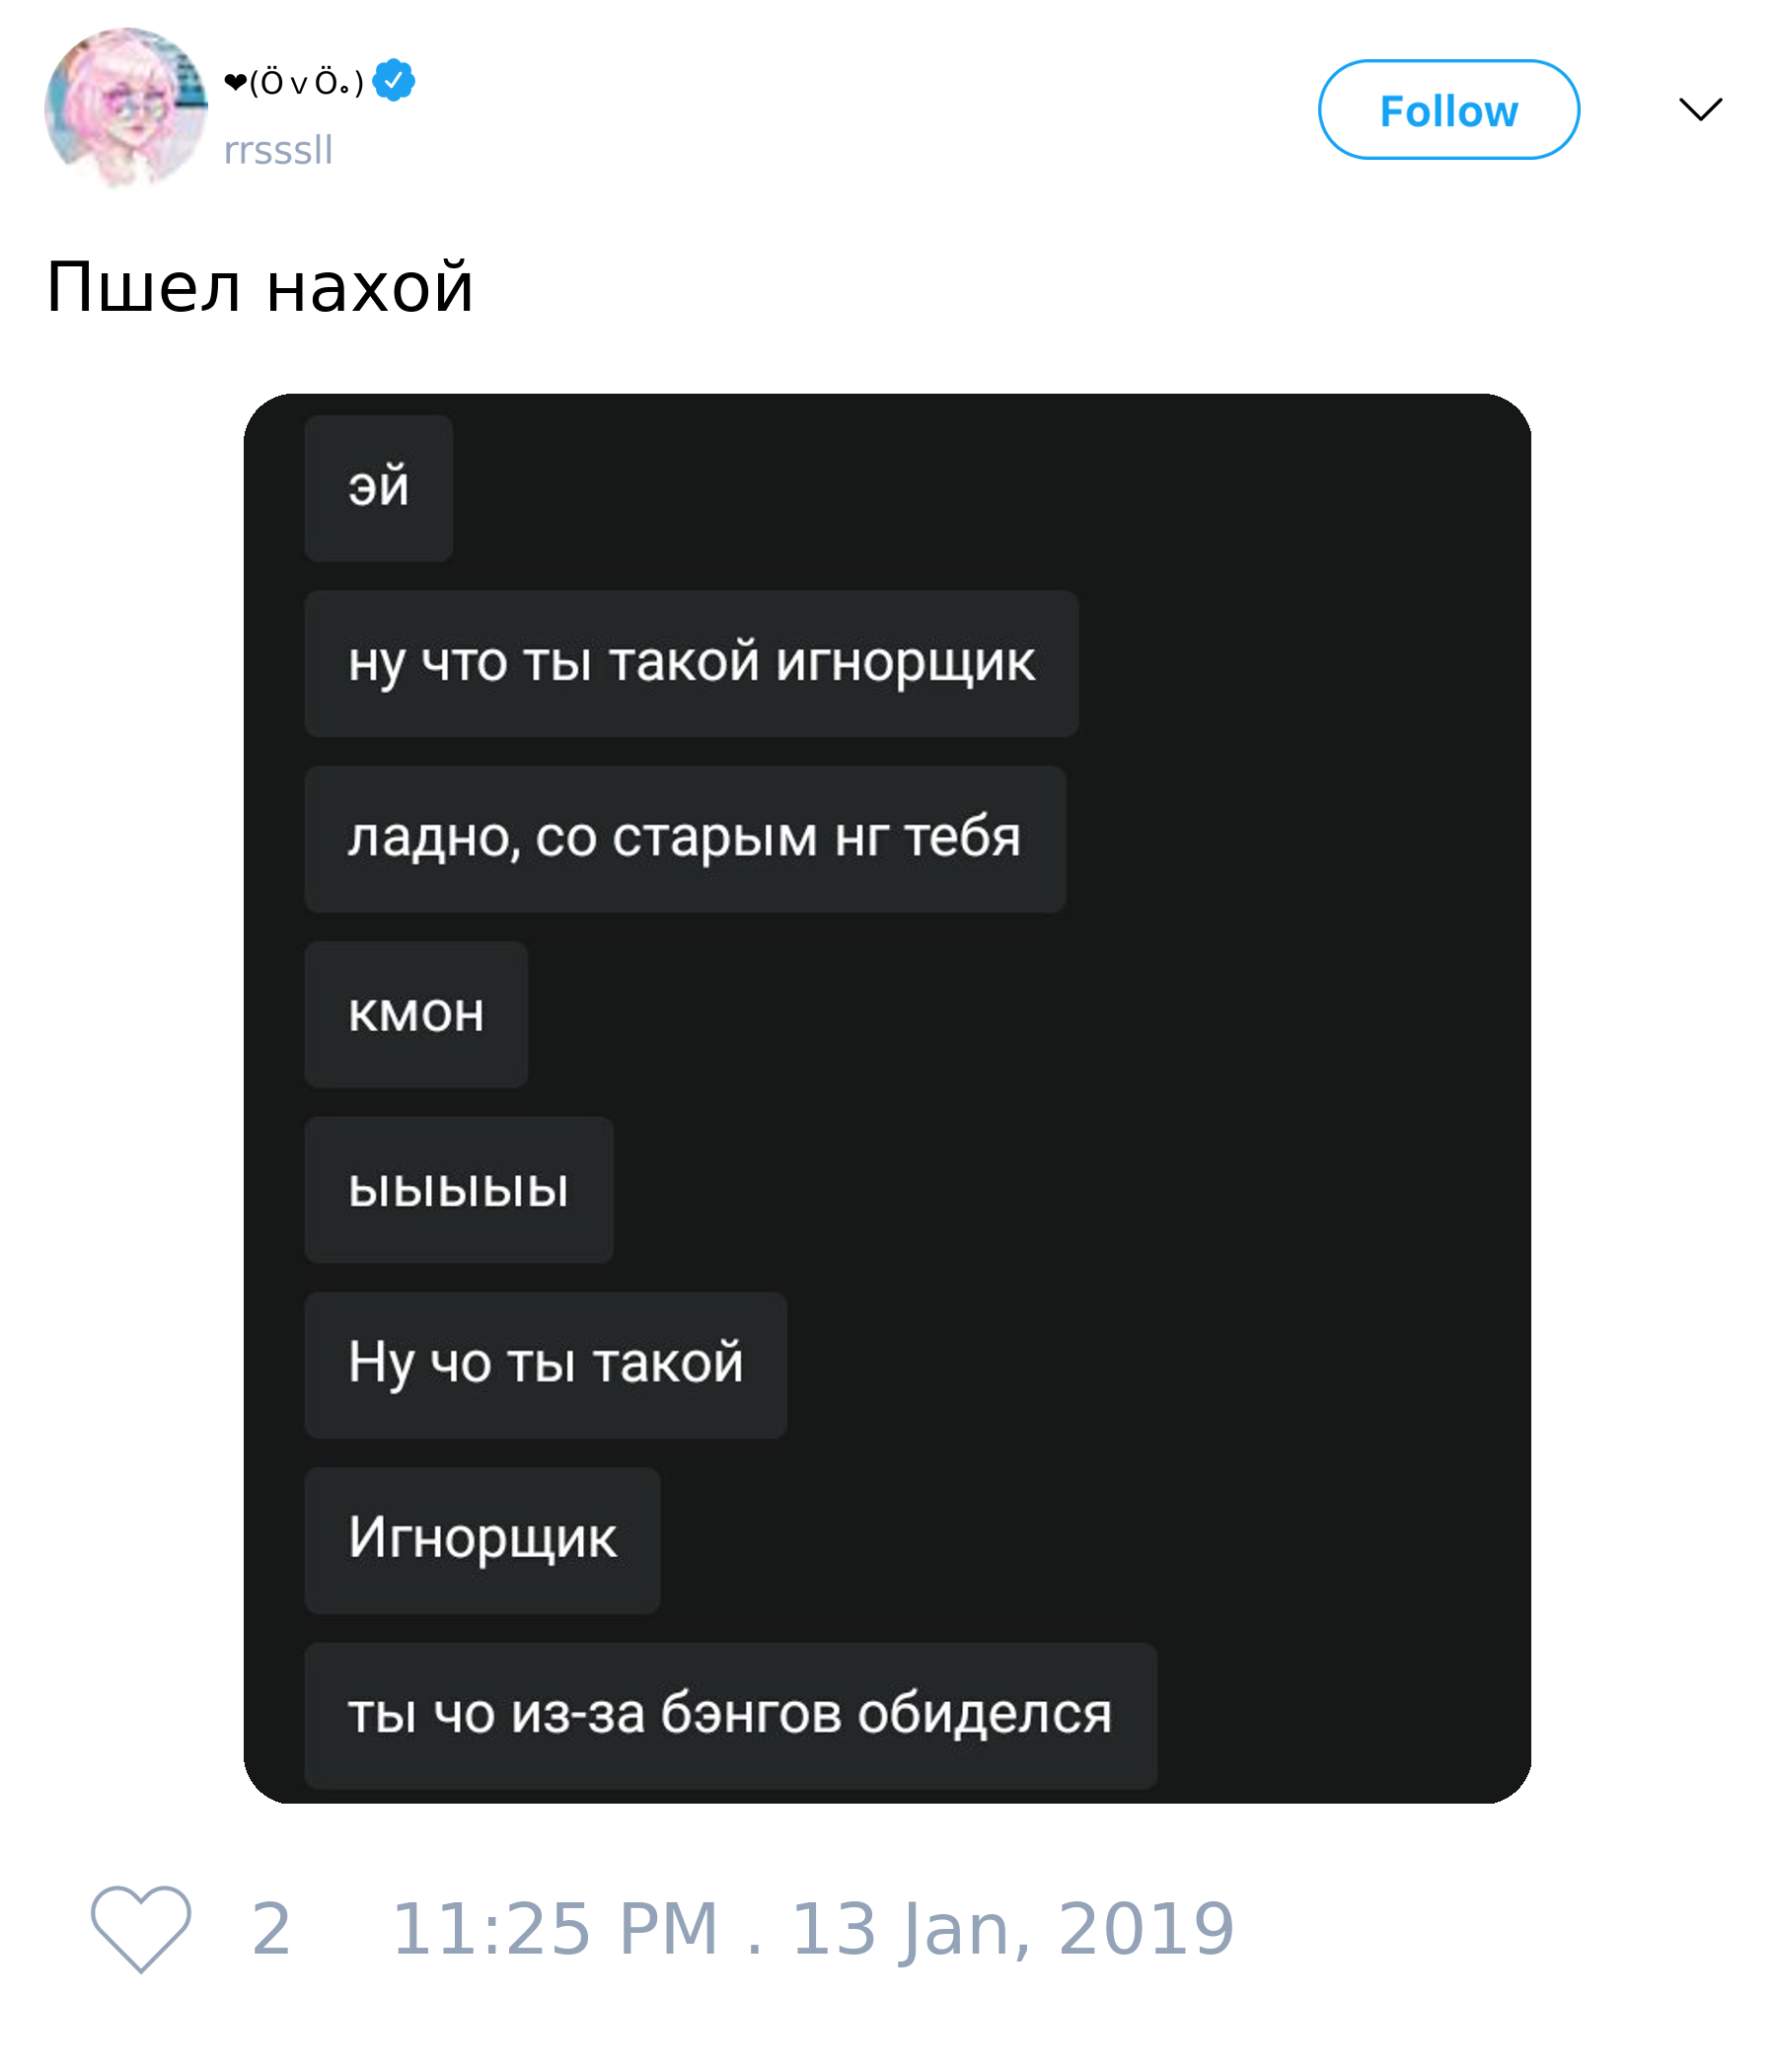 ❤(Ö v Ö｡)
rrsssll
Follow
Пшел нахой
эй
ну что ты такой игнорщик
ладно, со старым нг тебя
кмон
ыыыыы
Ну чо ты такой
Игнорщик
ты чо из-за бэнгов обиделся
2 11:25 PM . 13 Jan, 2019